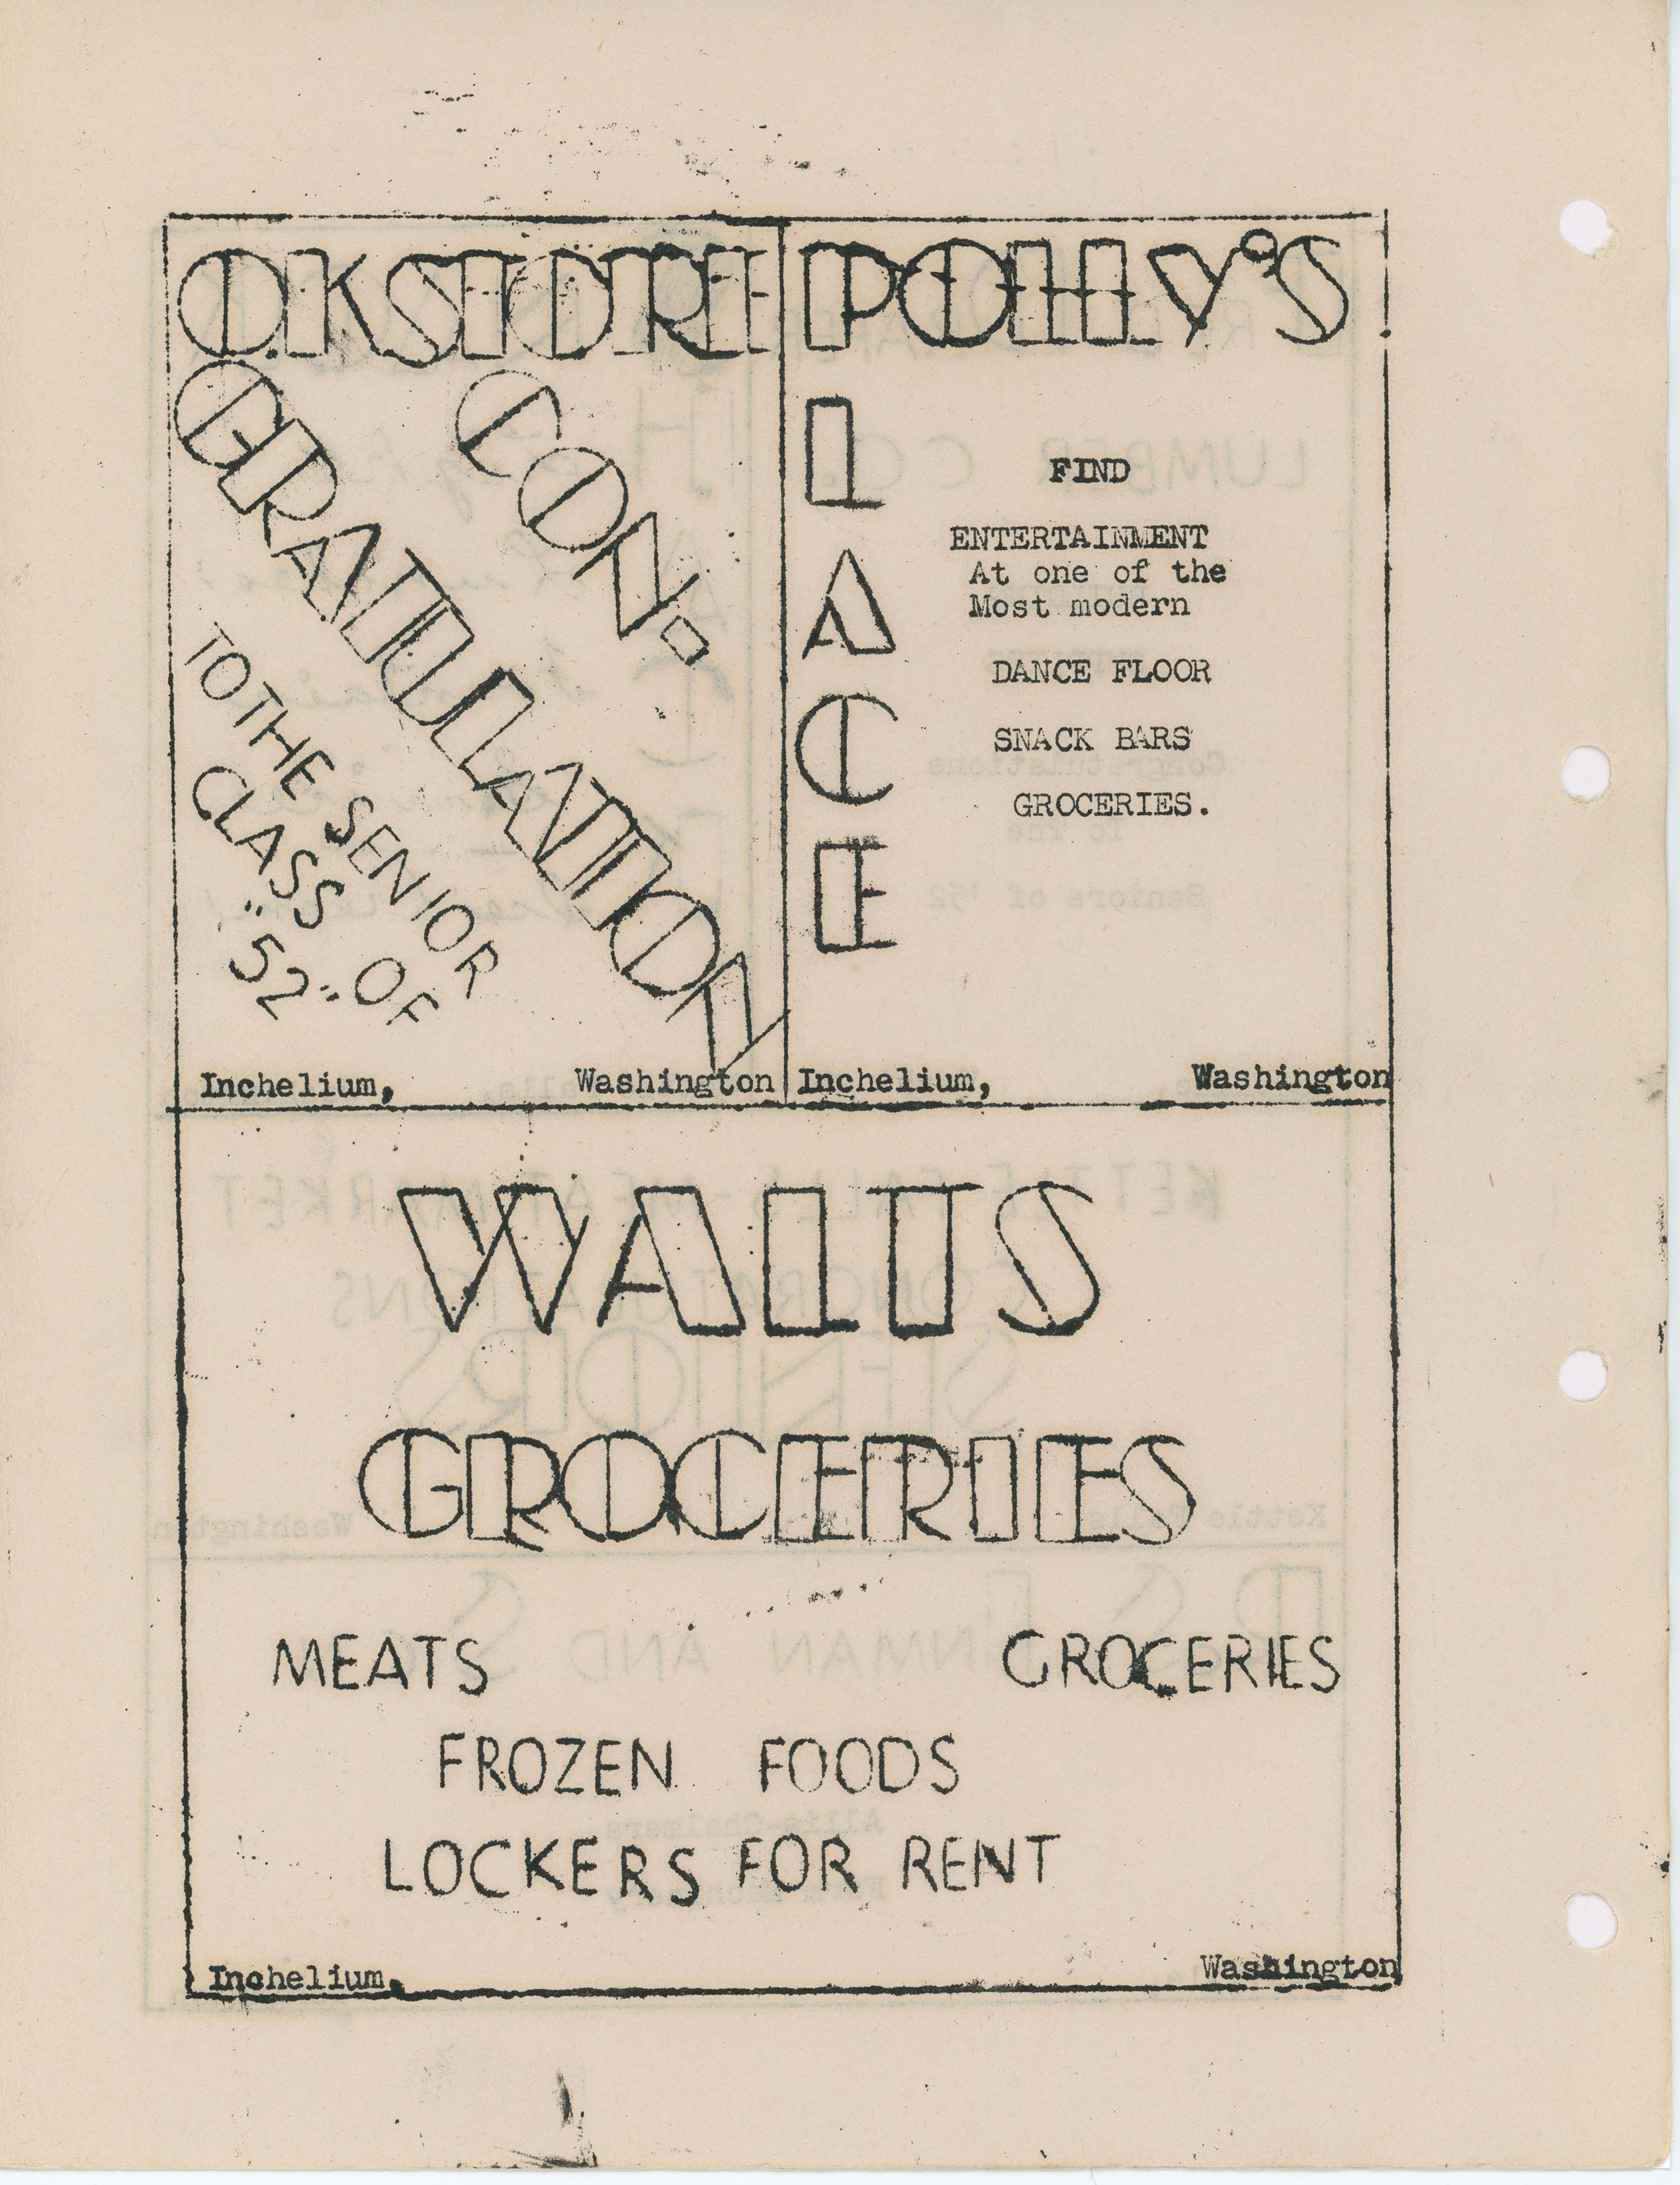 O.K STORE
CON-
GRATULATION
TO THE SENIOR
CLASS OF
"52"
Inchelium, Washington
POLLY'S
PLACE
FIND
ENTERTAINMENT
At one of the
Most modern
DANCE FLOOR
SNACK BARS
GROCERIES.
Inchelium, Washington
WALTS
GROCERIES
MEATS GROCERIES
FROZEN FOODS
LOCKERS FOR RENT
Inchelium, Washington